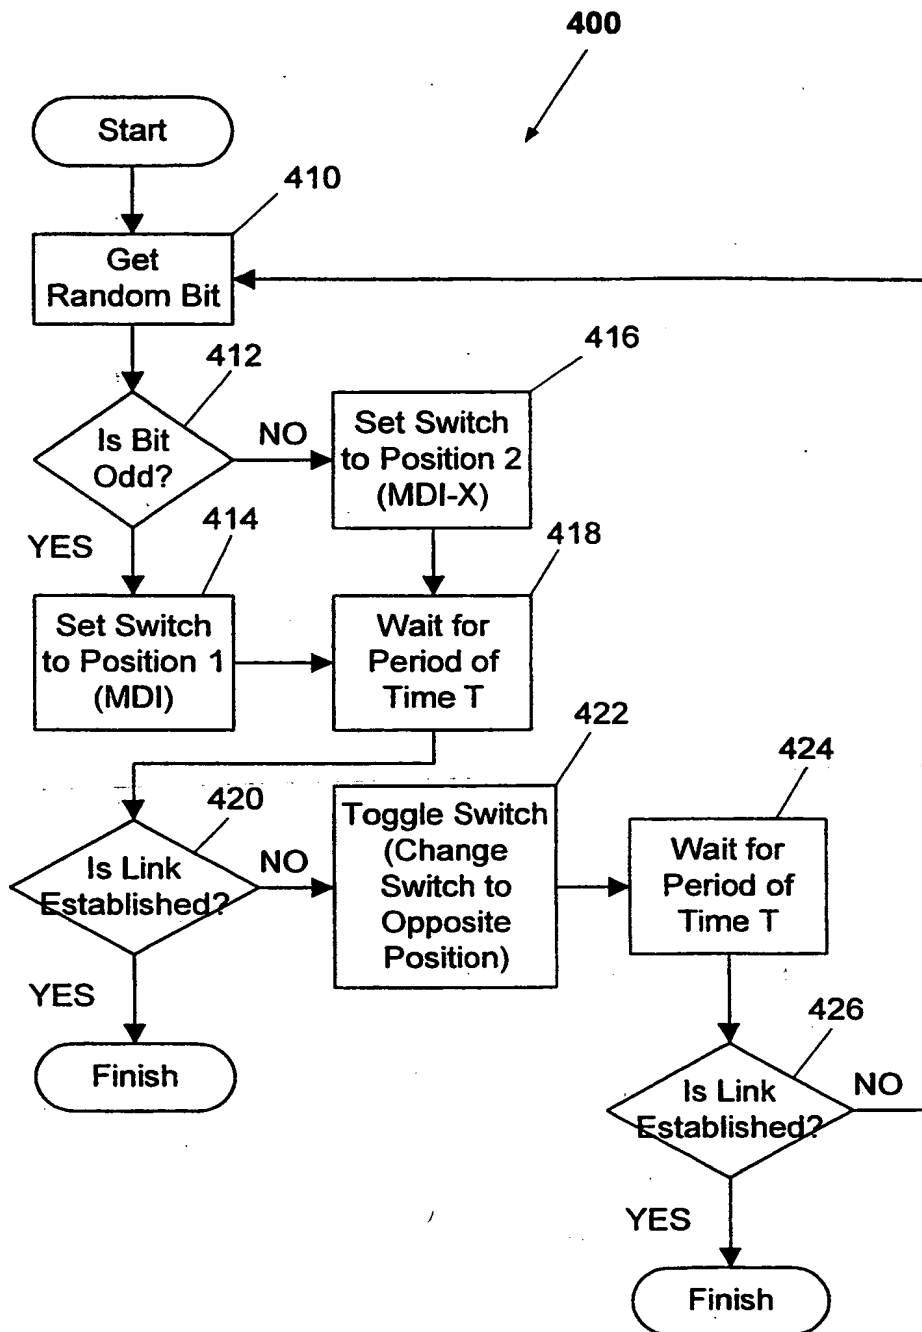 400
Start
410
Get
Random Bit
412
Is Bit
Odd?
NO
416
Set Switch
to Position 2
(MDI-X)
YES
414
Set Switch
to Position 1
(MDI)
418
Wait for
Period of
Time T
420
Is Link
Established?
NO
422
Toggle Switch
(Change
Switch to
Opposite
Position)
424
Wait for
Period of
Time T
YES
Finish
426
Is Link
Established?
NO
YES
Finish